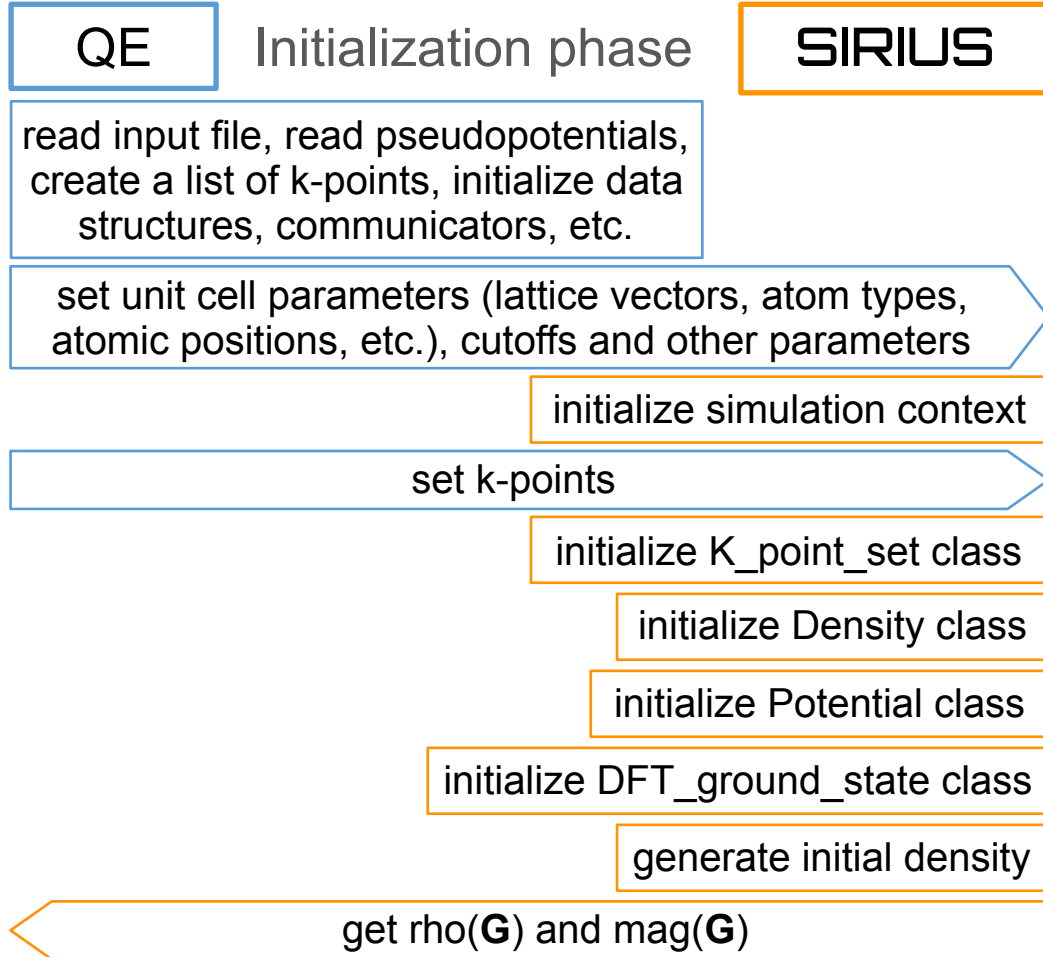 QE Initialization phase SIRIUS
read input file, read pseudopotentials,
create a list of k-points, initialize data
structures, communicators, etc.
set unit cell parameters (lattice vectors, atom types,
atomic positions, etc.), cutoffs and other parameters
initialize simulation context
set k-points
initialize K_point_set class
initialize Density class
initialize Potential class
initialize DFT_ground_state class
generate initial density
get rho(G) and mag(G)